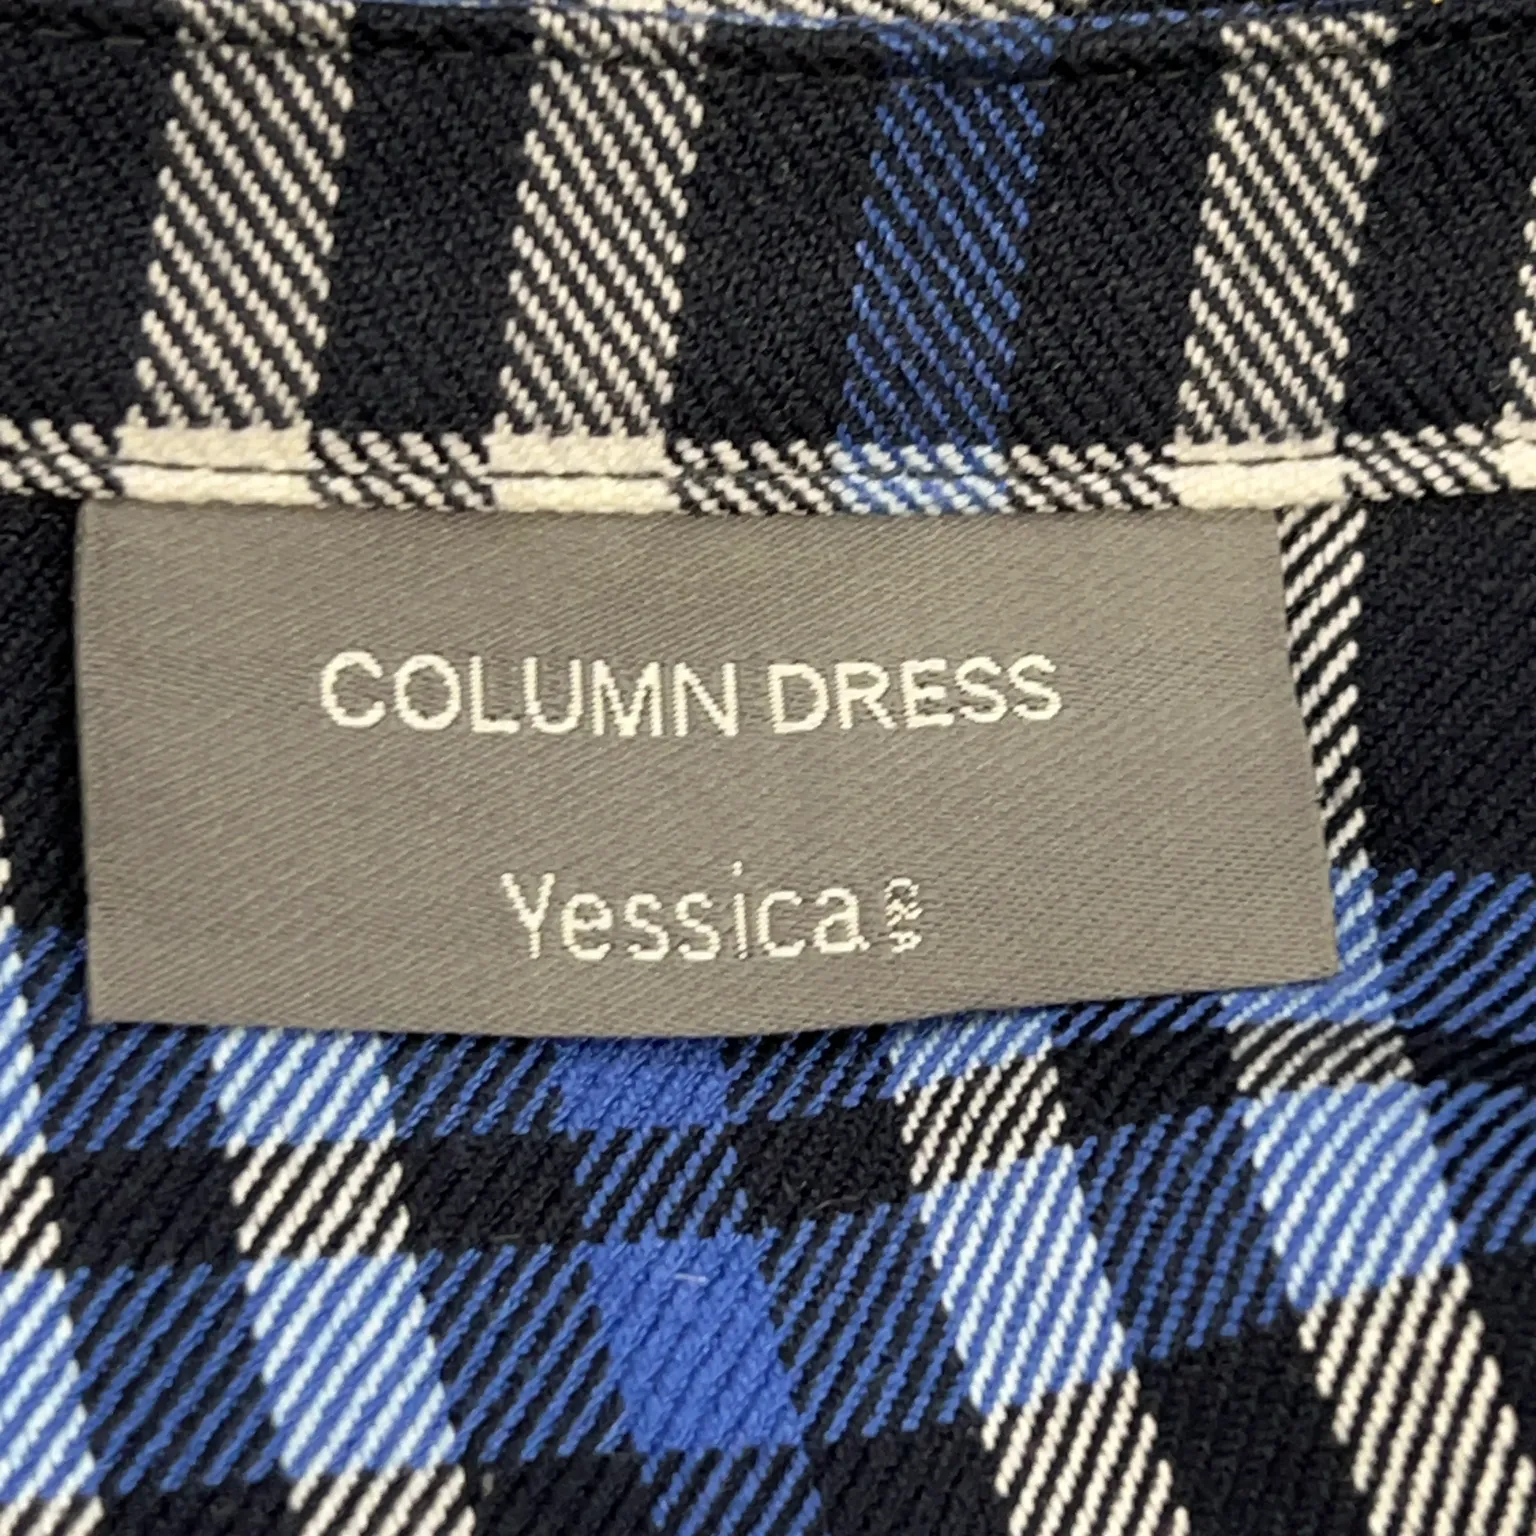 COLUMN DRESS
Yessica C&A